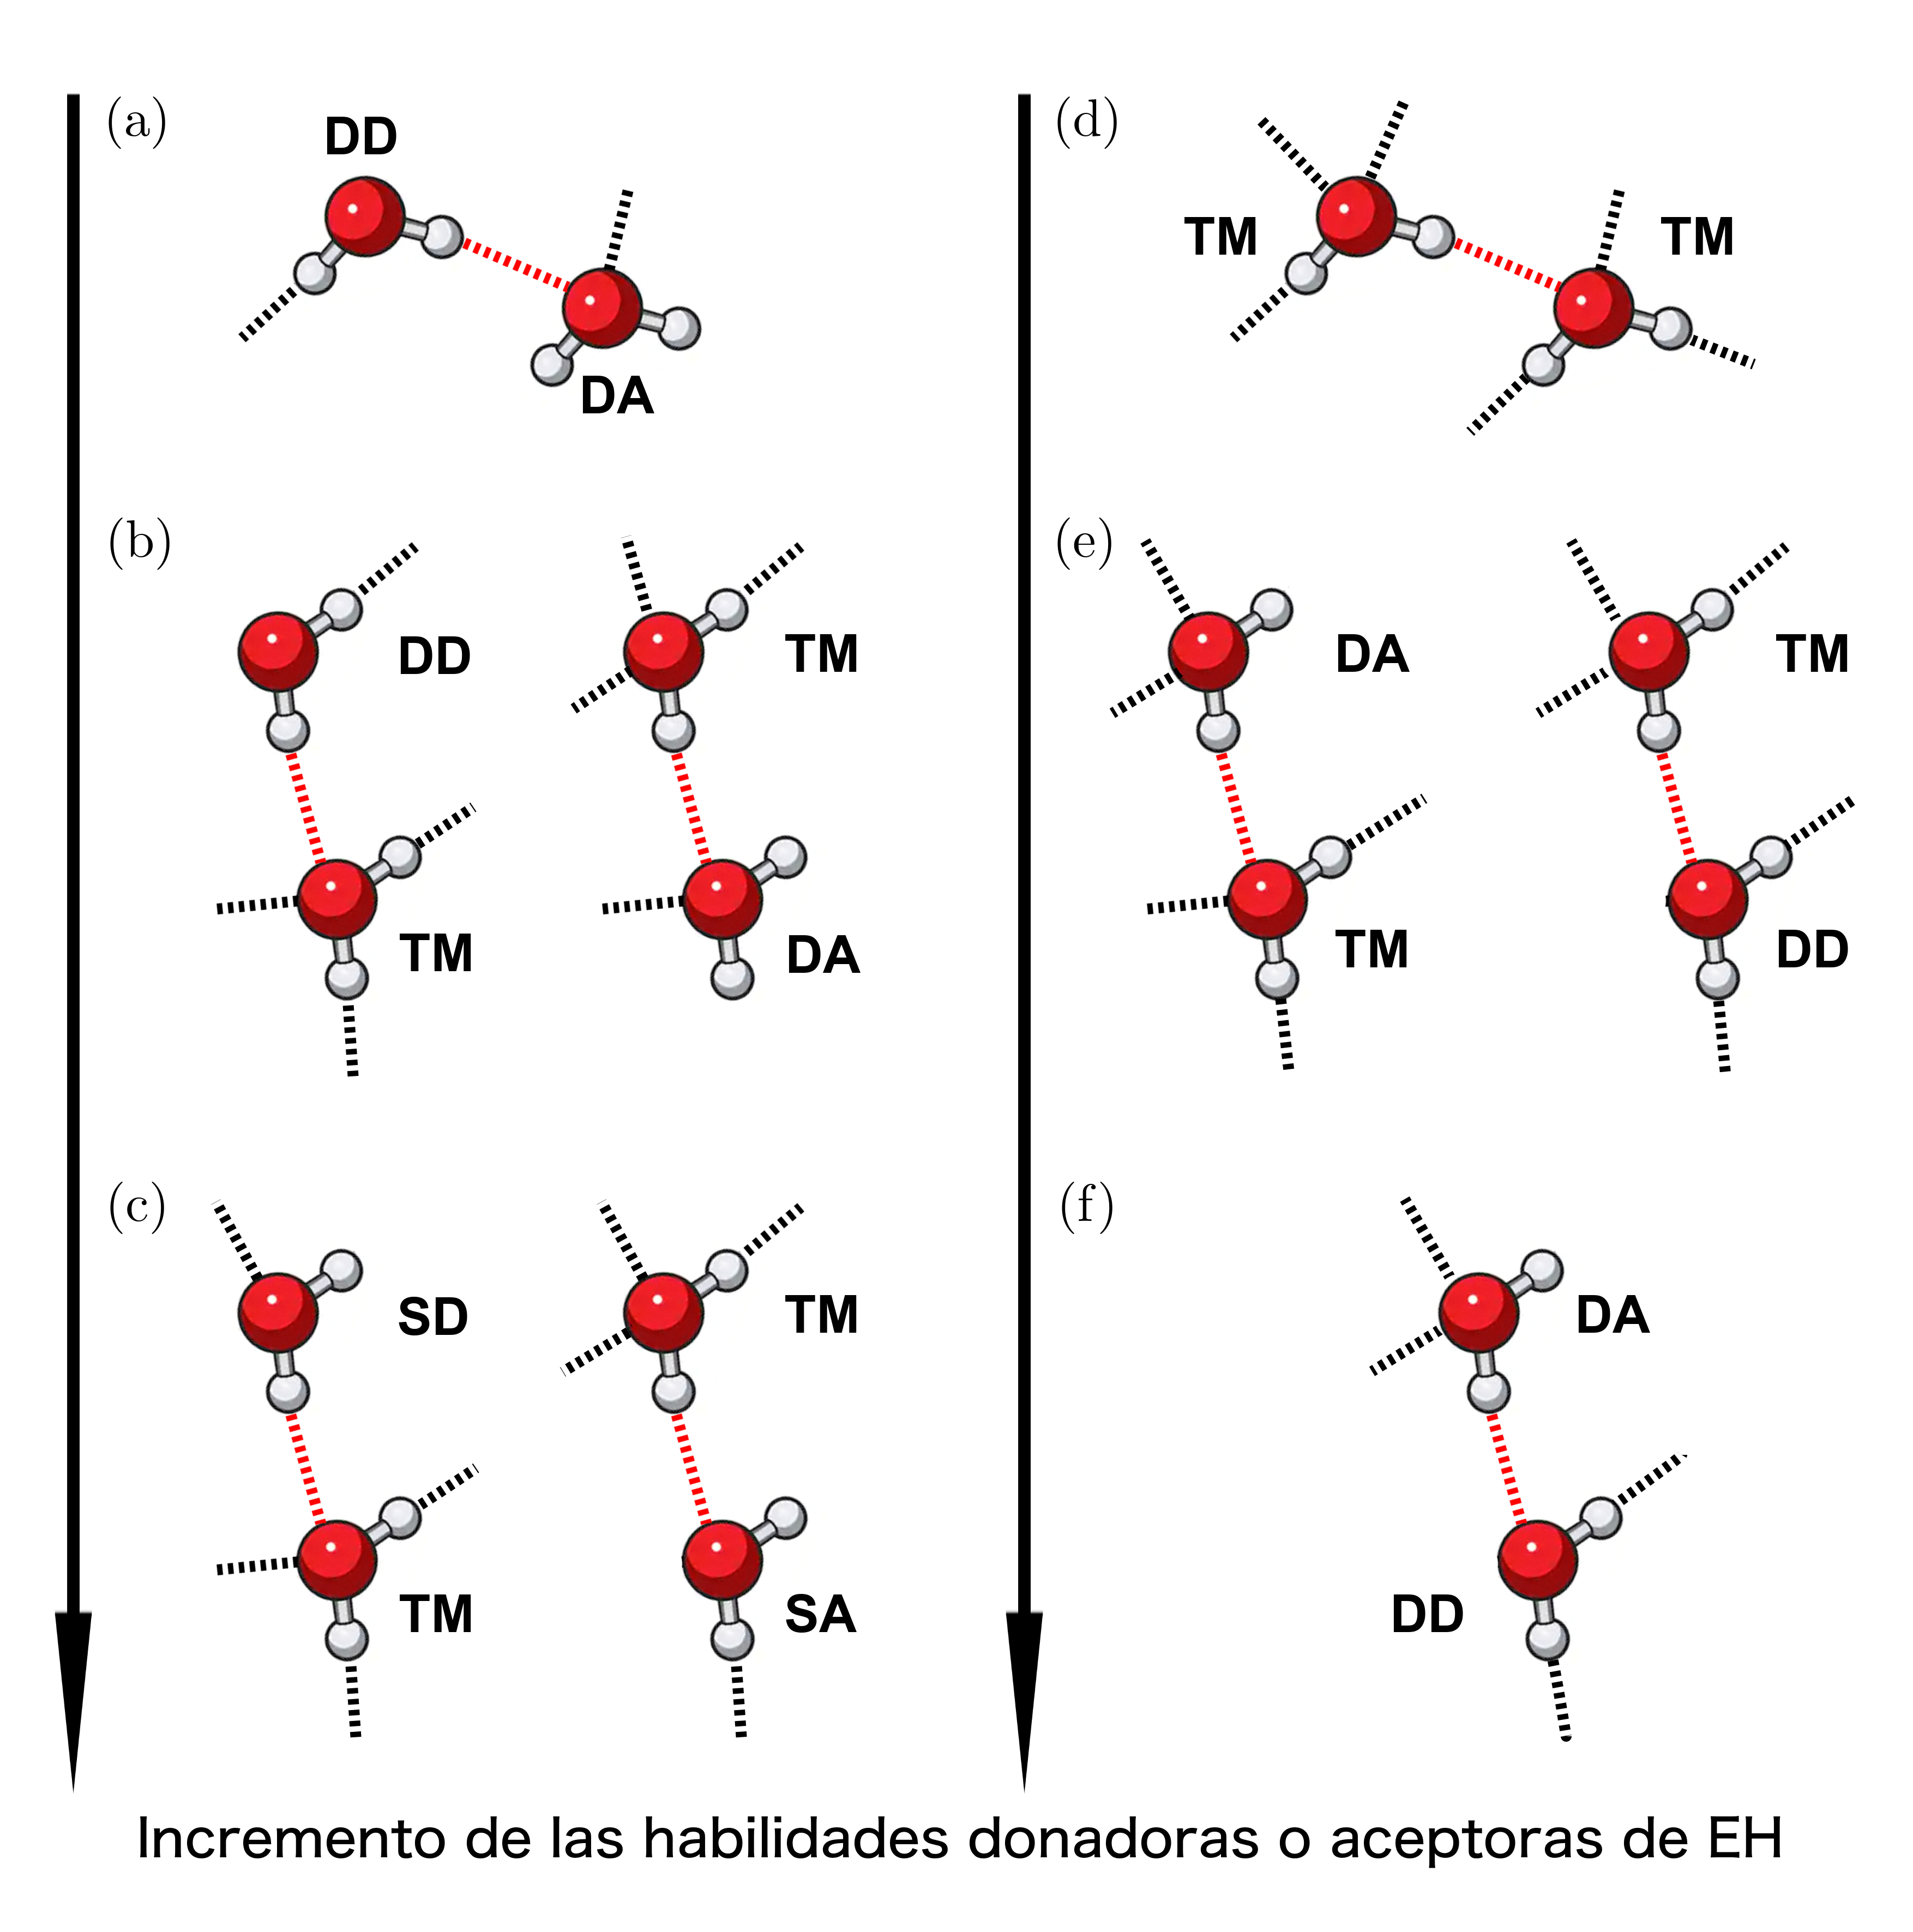 (a)
DD
DA
(b)
DD
TM
TM
DA
(c)
SD
TM
TM
SA
(d)
TM
TM
(e)
DA
TM
TM
DD
(f)
DA
DD
Incremento de las habilidades donadoras o aceptoras de EH